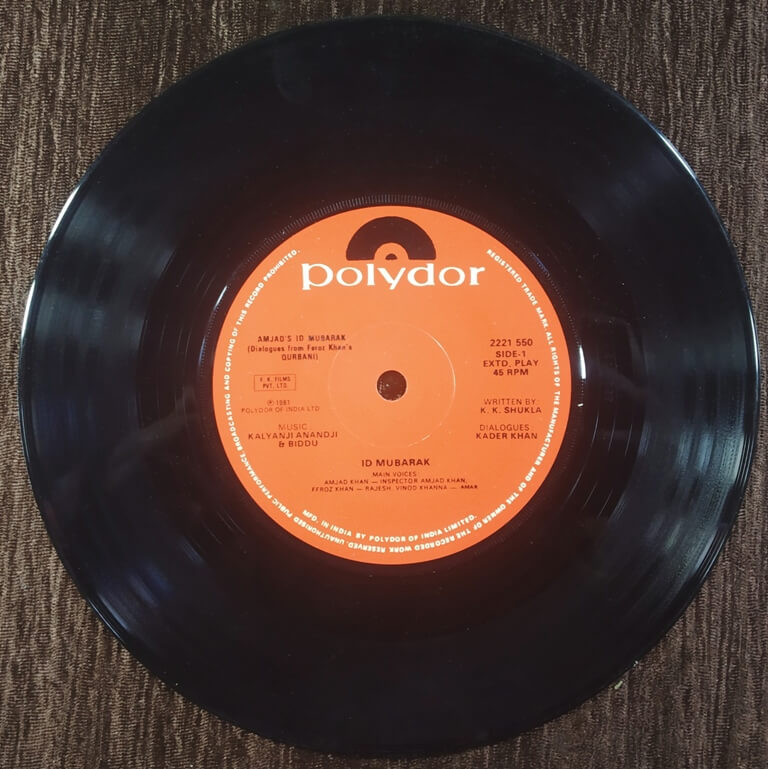 polydor
AMJAD'S ID MUBARAK
(Dialogues from Feroz Khan's
QURBANI)
F. K. FILMS
PVT. LTD.
℗ 1981
POLYDOR OF INDIA LTD
MUSIC:
KALYANJI ANANDJI
& BIDDU
2221 550
SIDE-1
EXTD. PLAY
45 RPM
WRITTEN BY:
K. K. SHUKLA
DIALOGUES:
KADER KHAN
ID MUBARAK
MAIN VOICES:
AMJAD KHAN — INSPECTOR AMJAD KHAN,
FFROZ KHAN — RAJESH, VINOD KHANNA — AMAR
MFD. IN INDIA BY POLYDOR OF INDIA LIMITED.
REGISTERED TRADE MARK. ALL RIGHTS OF THE MANUFACTURER AND OF THE OWNER OF THE RECORDED WORK RESERVED. UNAUTHORISED PUBLIC PERFORMANCE BROADCASTING AND COPYING OF THIS RECORD PROHIBITED.